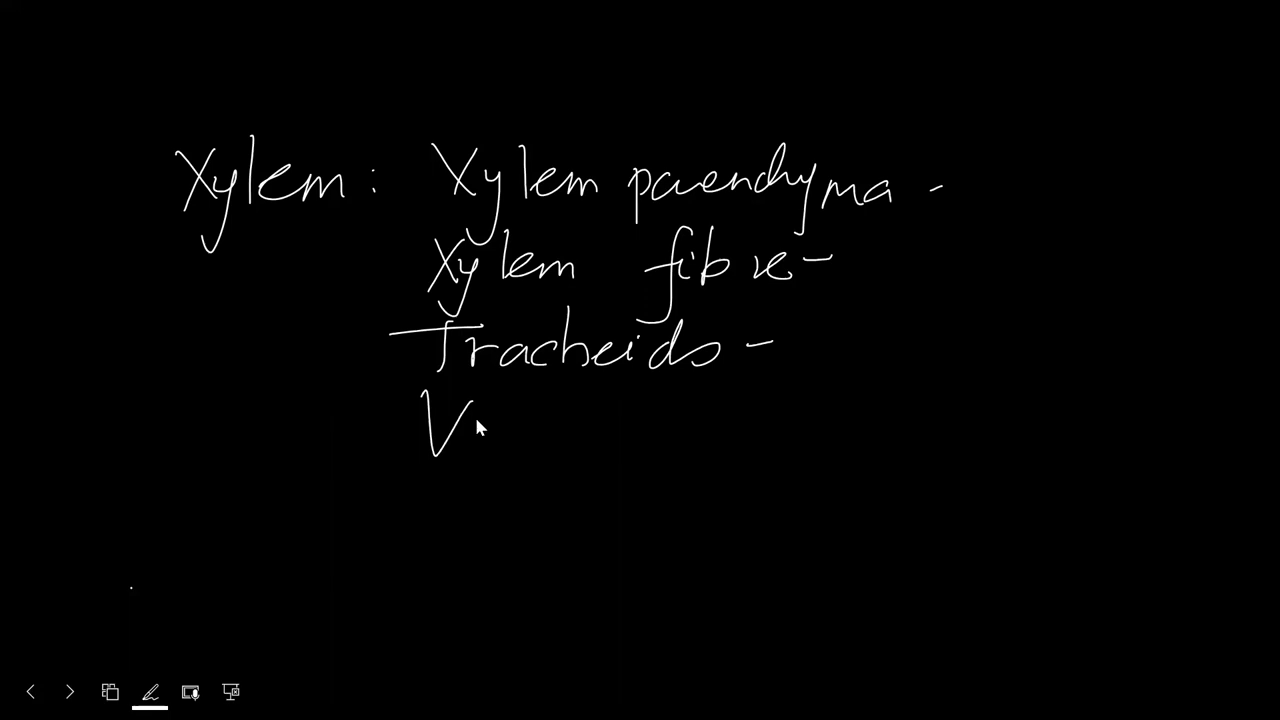 Xylem : Xylem parenchyma -
Xylem fibre -
Tracheids -
V